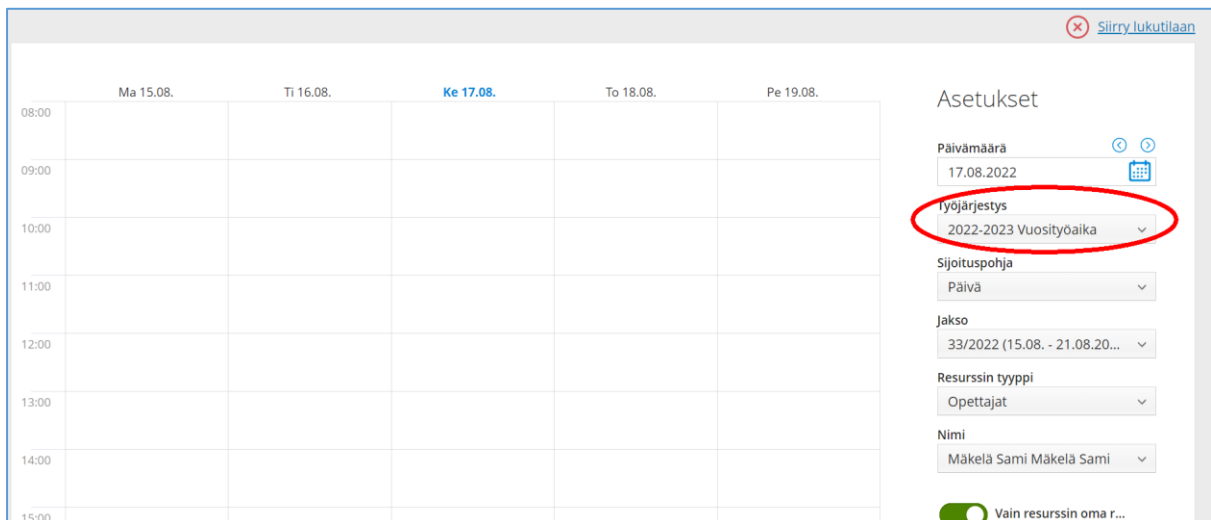 Siirry lukutilaan
Ma 15.08. Ti 16.08. Ke 17.08. To 18.08. Pe 19.08.
08:00
09:00
10:00
11:00
12:00
13:00
14:00
15:00
Asetukset
Päivämäärä
17.08.2022
Työjärjestys
2022-2023 Vuosityöaika
Sijoituspohja
Päivä
Jakso
33/2022 (15.08. - 21.08.20...
Resurssin tyyppi
Opettajat
Nimi
Mäkelä Sami Mäkelä Sami
Vain resurssin oma r...